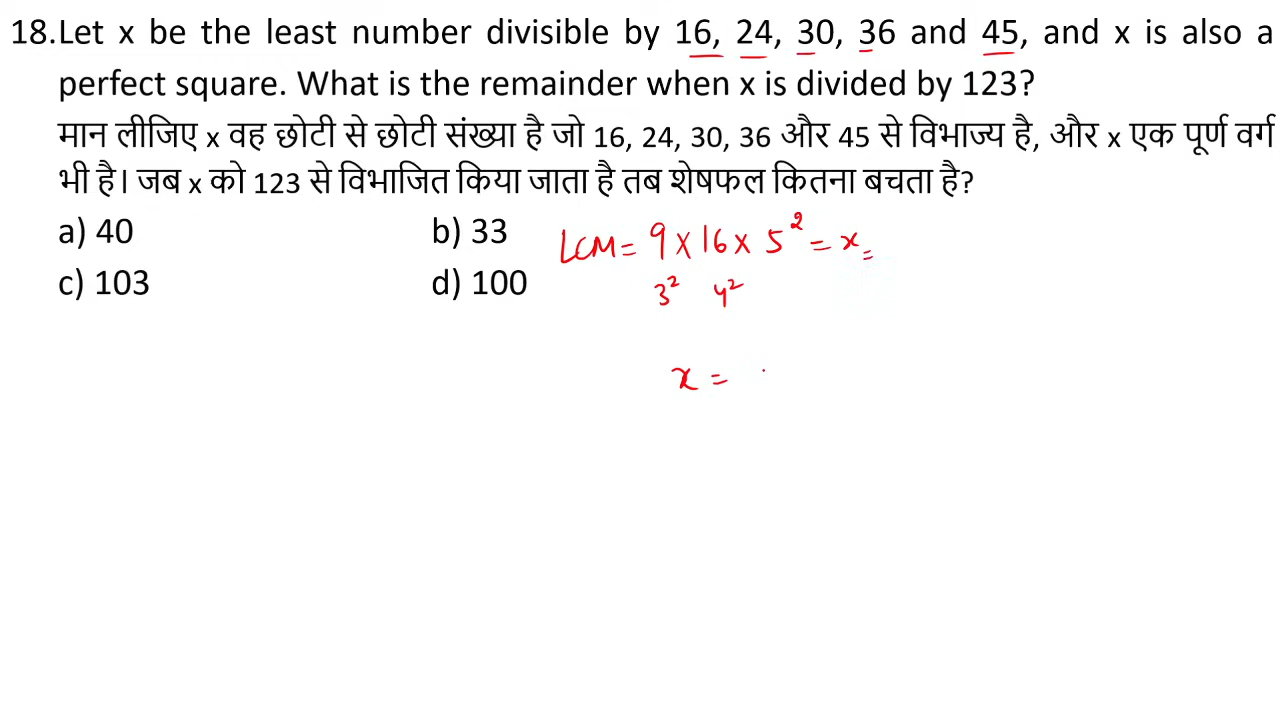 18.Let x be the least number divisible by 16, 24, 30, 36 and 45, and x is also a
perfect square. What is the remainder when x is divided by 123?
मान लीजिए x वह छोटी से छोटी संख्या है जो 16, 24, 30, 36 और 45 से विभाज्य है, और x एक पूर्ण वर्ग
भी है। जब x को 123 से विभाजित किया जाता है तब शेषफल कितना बचता है?
a) 40 b) 33
LCM = 9 × 16 × 5² = x =
3² 4²
c) 103 d) 100
x =